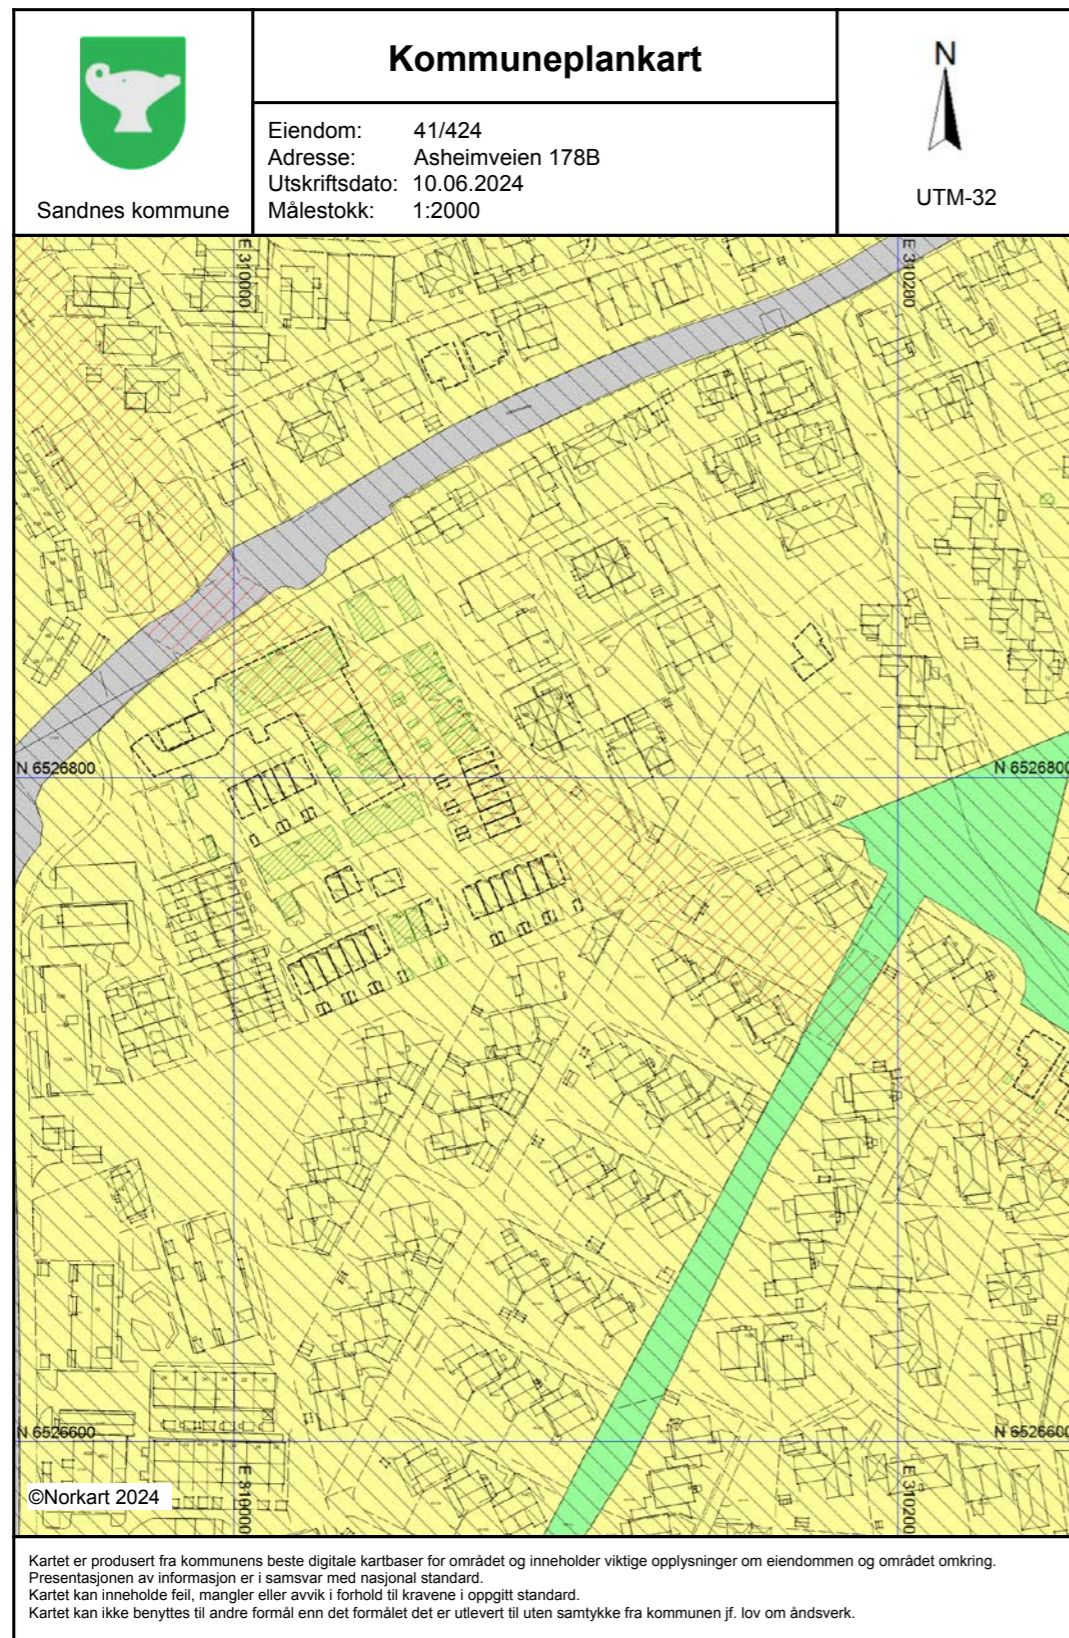 Kommuneplankart
Eiendom: 41/424
Adresse: Asheimveien 178B
Utskriftsdato: 10.06.2024
Målestokk: 1:2000
Sandnes kommune
N
UTM-32
E 310000
E 310200
N 6526800
N 6526800
N 6526600
N 6526600
E 310000
E 310200
©Norkart 2024
Kartet er produsert fra kommunens beste digitale kartbaser for området og inneholder viktige opplysninger om eiendommen og området omkring.
Presentasjonen av informasjon er i samsvar med nasjonal standard.
Kartet kan inneholde feil, mangler eller avvik i forhold til kravene i oppgitt standard.
Kartet kan ikke benyttes til andre formål enn det formålet det er utlevert til uten samtykke fra kommunen jf. lov om åndsverk.